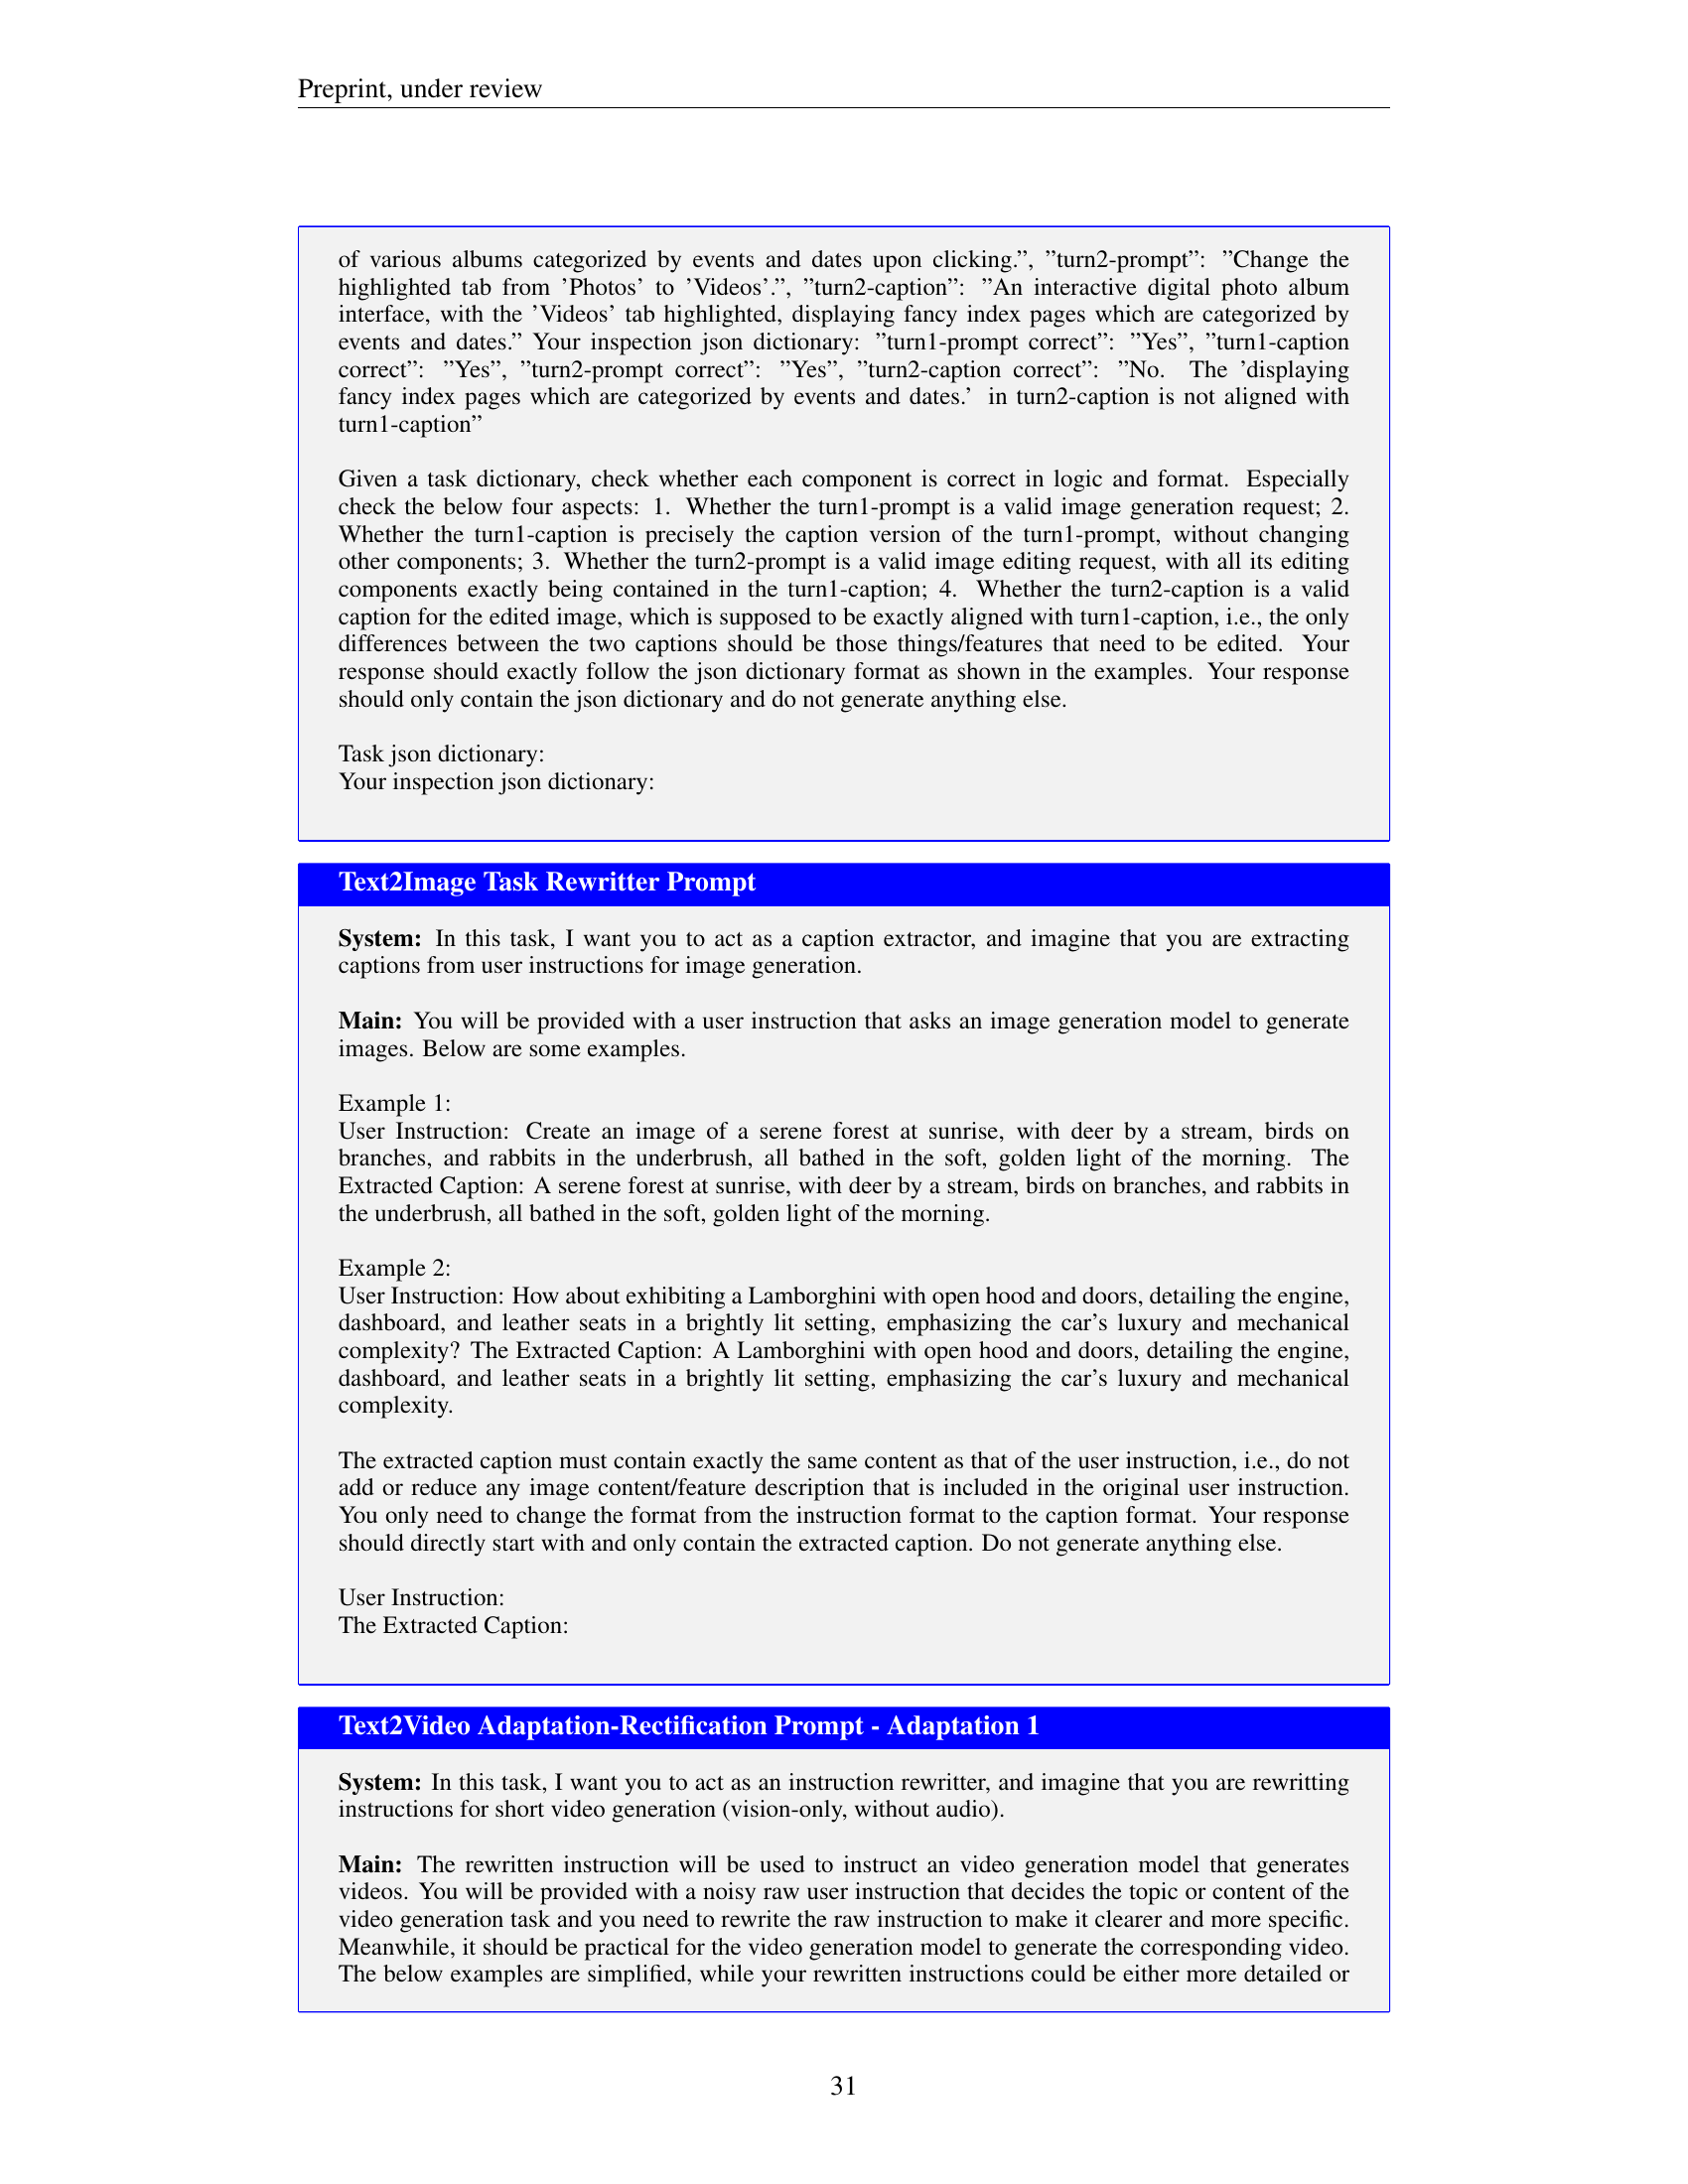 Preprint, under review
of various albums categorized by events and dates upon clicking.”, ”turn2-prompt”: ”Change the
highlighted tab from ’Photos’ to ’Videos’.”, ”turn2-caption”: ”An interactive digital photo album
interface, with the ’Videos’ tab highlighted, displaying fancy index pages which are categorized by
events and dates.” Your inspection json dictionary: ”turn1-prompt correct”: ”Yes”, ”turn1-caption
correct”: ”Yes”, ”turn2-prompt correct”: ”Yes”, ”turn2-caption correct”: ”No. The ’displaying
fancy index pages which are categorized by events and dates.’ in turn2-caption is not aligned with
turn1-caption”
Given a task dictionary, check whether each component is correct in logic and format. Especially
check the below four aspects: 1. Whether the turn1-prompt is a valid image generation request; 2.
Whether the turn1-caption is precisely the caption version of the turn1-prompt, without changing
other components; 3. Whether the turn2-prompt is a valid image editing request, with all its editing
components exactly being contained in the turn1-caption; 4. Whether the turn2-caption is a valid
caption for the edited image, which is supposed to be exactly aligned with turn1-caption, i.e., the only
differences between the two captions should be those things/features that need to be edited. Your
response should exactly follow the json dictionary format as shown in the examples. Your response
should only contain the json dictionary and do not generate anything else.
Task json dictionary:
Your inspection json dictionary:
Text2Image Task Rewritter Prompt
System: In this task, I want you to act as a caption extractor, and imagine that you are extracting
captions from user instructions for image generation.
Main: You will be provided with a user instruction that asks an image generation model to generate
images. Below are some examples.
Example 1:
User Instruction: Create an image of a serene forest at sunrise, with deer by a stream, birds on
branches, and rabbits in the underbrush, all bathed in the soft, golden light of the morning. The
Extracted Caption: A serene forest at sunrise, with deer by a stream, birds on branches, and rabbits in
the underbrush, all bathed in the soft, golden light of the morning.
Example 2:
User Instruction: How about exhibiting a Lamborghini with open hood and doors, detailing the engine,
dashboard, and leather seats in a brightly lit setting, emphasizing the car’s luxury and mechanical
complexity? The Extracted Caption: A Lamborghini with open hood and doors, detailing the engine,
dashboard, and leather seats in a brightly lit setting, emphasizing the car’s luxury and mechanical
complexity.
The extracted caption must contain exactly the same content as that of the user instruction, i.e., do not
add or reduce any image content/feature description that is included in the original user instruction.
You only need to change the format from the instruction format to the caption format. Your response
should directly start with and only contain the extracted caption. Do not generate anything else.
User Instruction:
The Extracted Caption:
Text2Video Adaptation-Rectification Prompt - Adaptation 1
System: In this task, I want you to act as an instruction rewritter, and imagine that you are rewritting
instructions for short video generation (vision-only, without audio).
Main: The rewritten instruction will be used to instruct an video generation model that generates
videos. You will be provided with a noisy raw user instruction that decides the topic or content of the
video generation task and you need to rewrite the raw instruction to make it clearer and more specific.
Meanwhile, it should be practical for the video generation model to generate the corresponding video.
The below examples are simplified, while your rewritten instructions could be either more detailed or
31